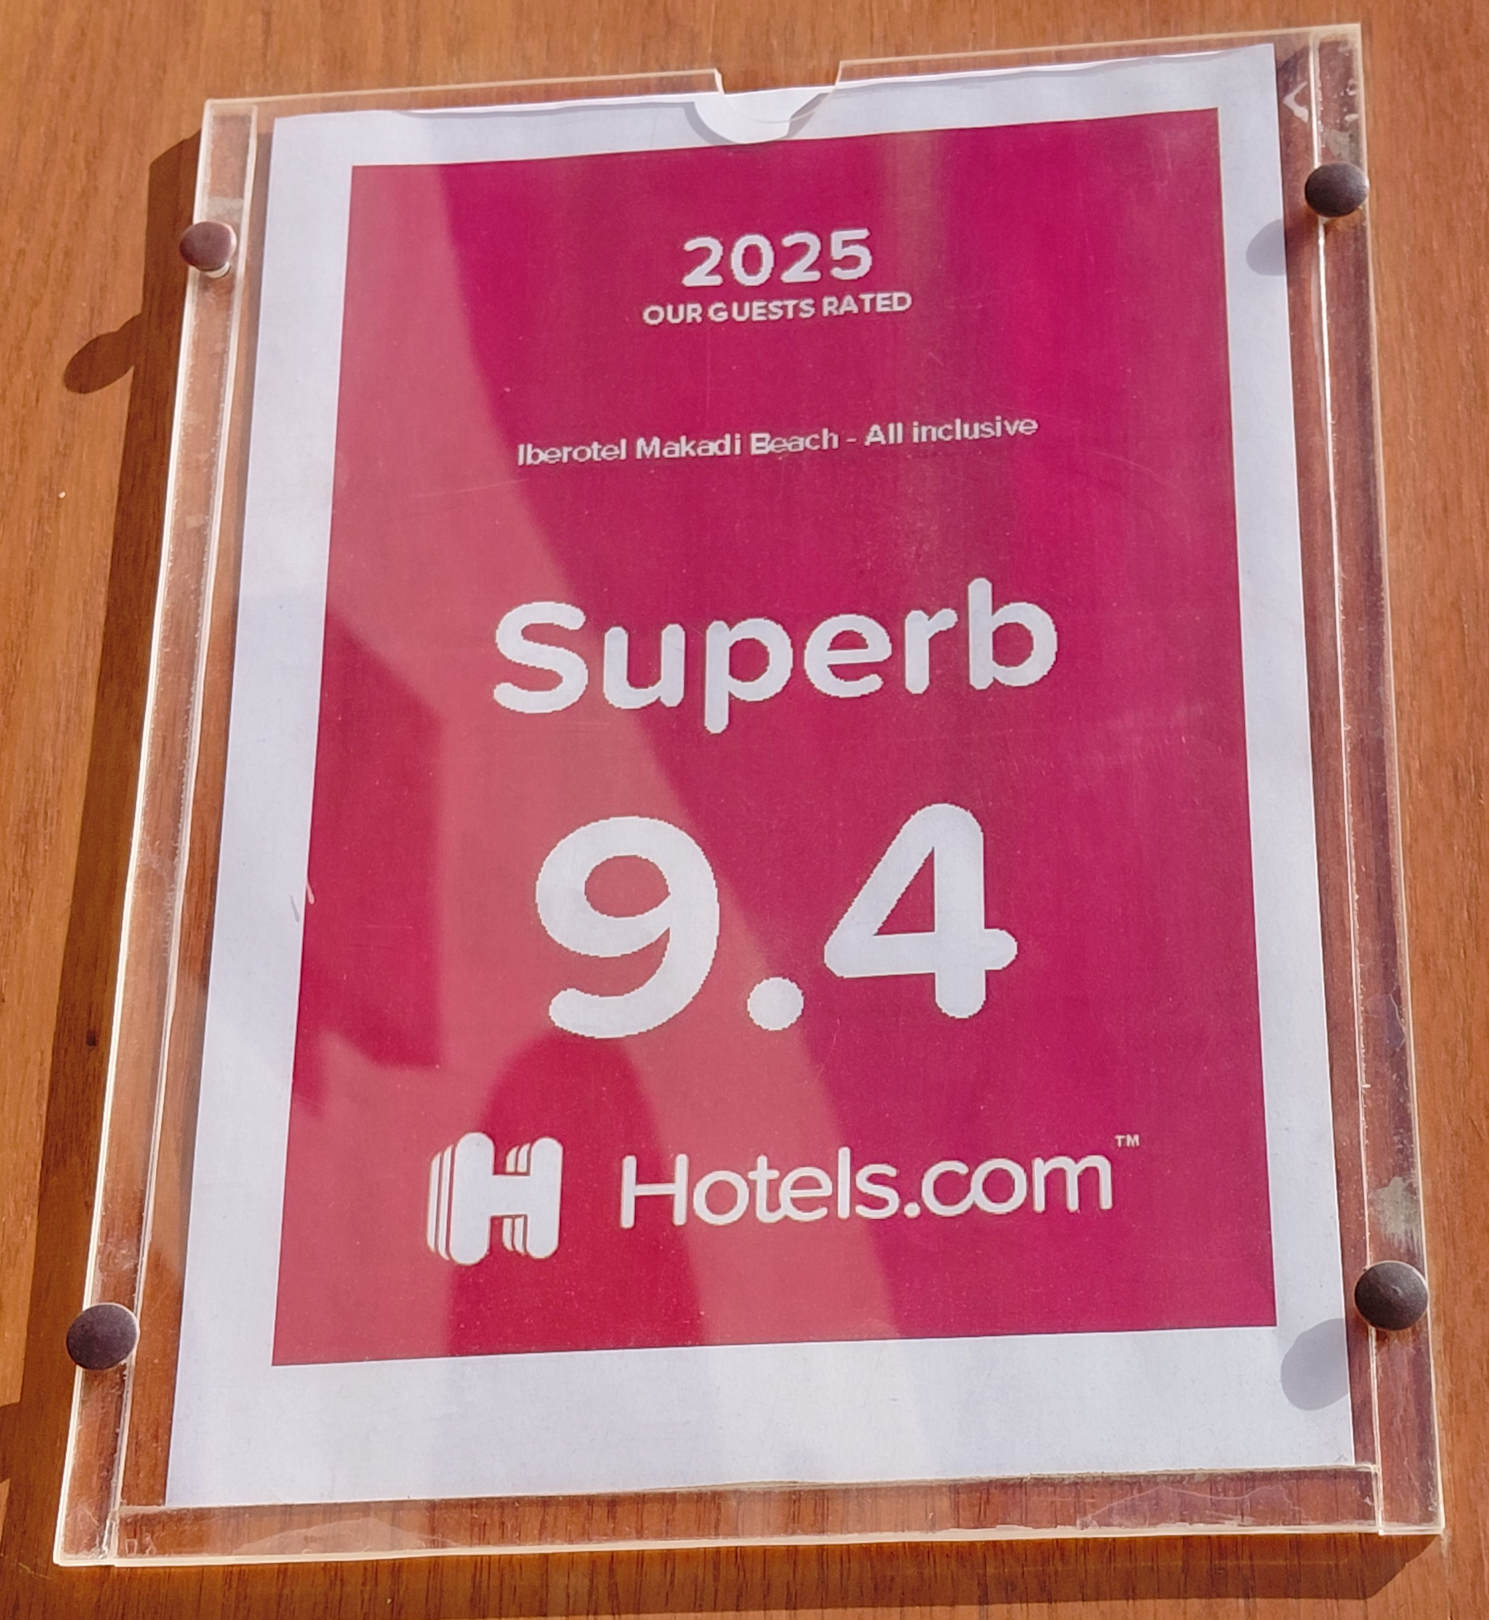 2025
OUR GUESTS RATED
Iberotel Makadi Beach - All inclusive
Superb
9.4
H Hotels.com™